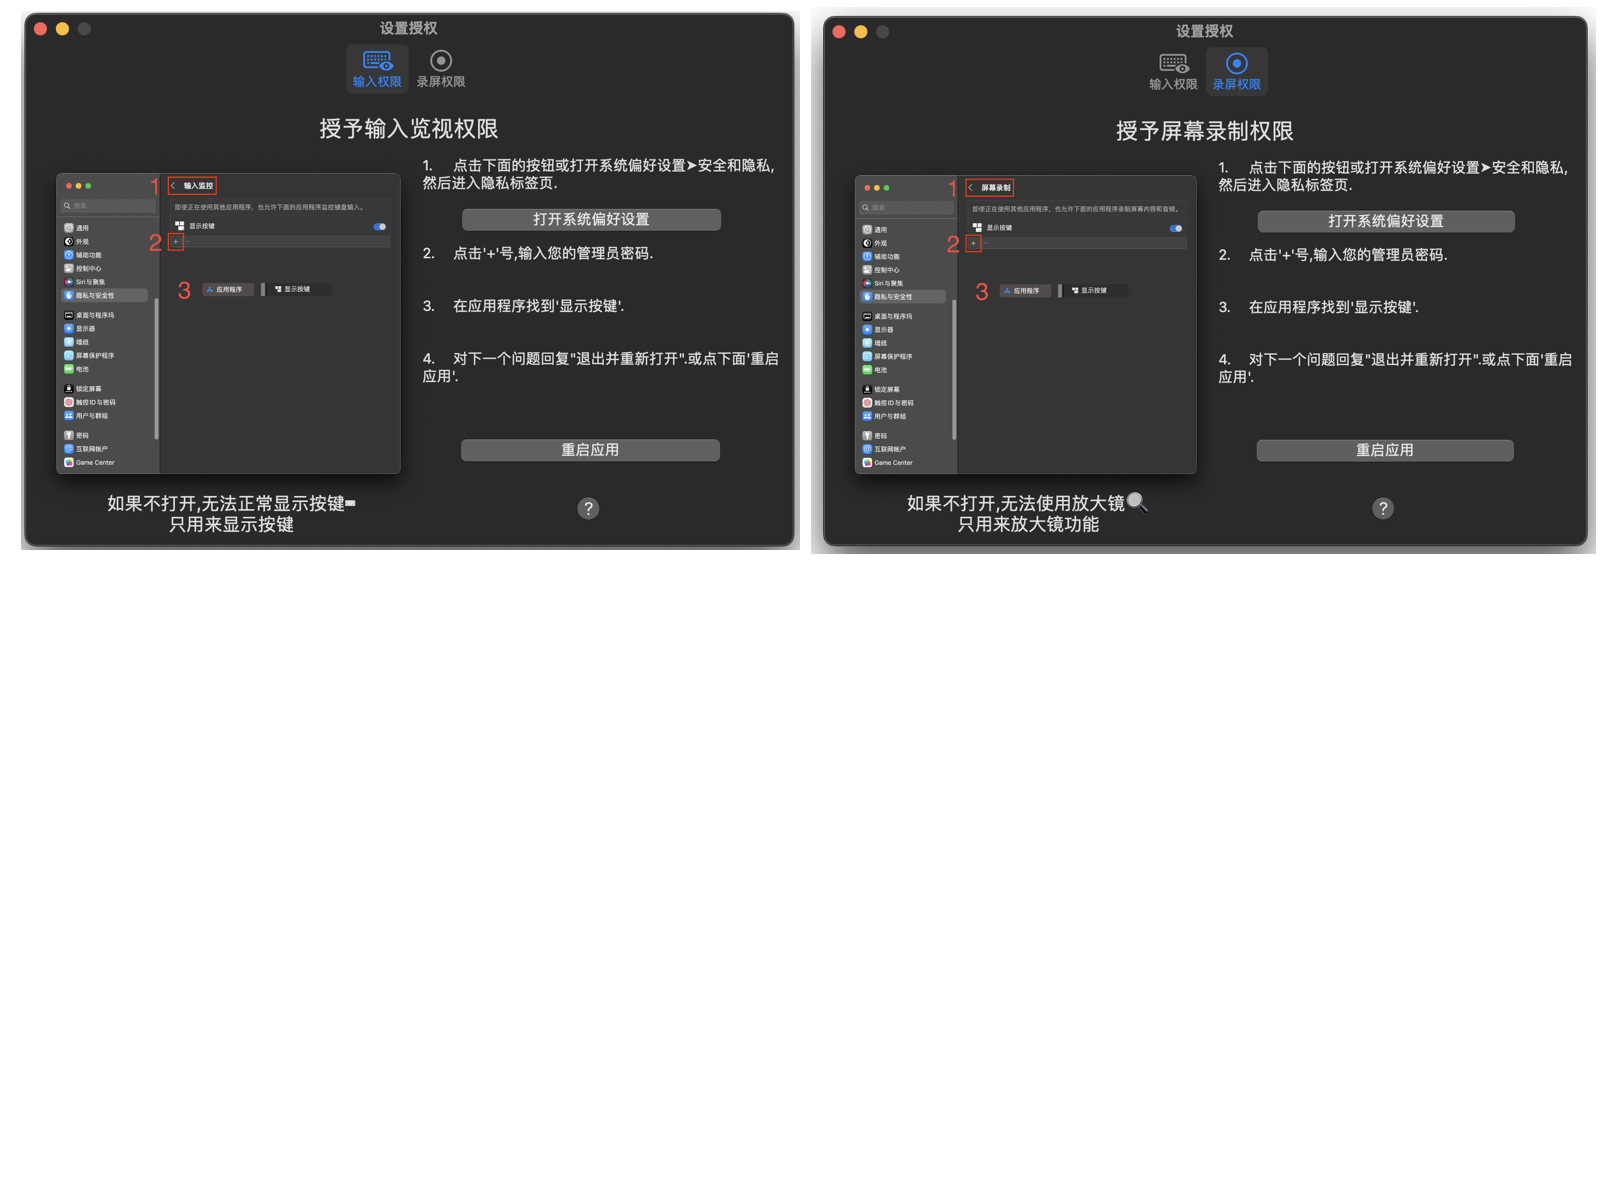 设置授权
输入权限
录屏权限
授予输入览视权限
1
输入监控
搜索
即使正在使用其他应用程序，也允许下面的应用程序监控键盘输入。
显示按键
2
+
−
通用
外观
辅助功能
控制中心
Siri与聚焦
隐私与安全性
桌面与程序坞
显示器
墙纸
屏幕保护程序
电池
锁定屏幕
触控ID与密码
用户与群组
密码
互联网帐户
Game Center
3
应用程序
显示按键
如果不打开,无法正常显示按键
只用来显示按键
1. 点击下面的按钮或打开系统偏好设置➤安全和隐私,
然后进入隐私标签页.
打开系统偏好设置
2. 点击'+'号,输入您的管理员密码.
3. 在应用程序找到'显示按键'.
4. 对下一个问题回复"退出并重新打开".或点下面'重启
应用'.
重启应用
?
设置授权
输入权限
录屏权限
授予屏幕录制权限
1
屏幕录制
搜索
即使正在使用其他应用程序，也允许下面的应用程序录制屏幕内容和音频。
显示按键
2
+
−
通用
外观
辅助功能
控制中心
Siri与聚焦
隐私与安全性
桌面与程序坞
显示器
墙纸
屏幕保护程序
电池
锁定屏幕
触控ID与密码
用户与群组
密码
互联网帐户
Game Center
3
应用程序
显示按键
如果不打开,无法使用放大镜
只用来放大镜功能
1. 点击下面的按钮或打开系统偏好设置➤安全和隐私,
然后进入隐私标签页.
打开系统偏好设置
2. 点击'+'号,输入您的管理员密码.
3. 在应用程序找到'显示按键'.
4. 对下一个问题回复"退出并重新打开".或点下面'重启
应用'.
重启应用
?